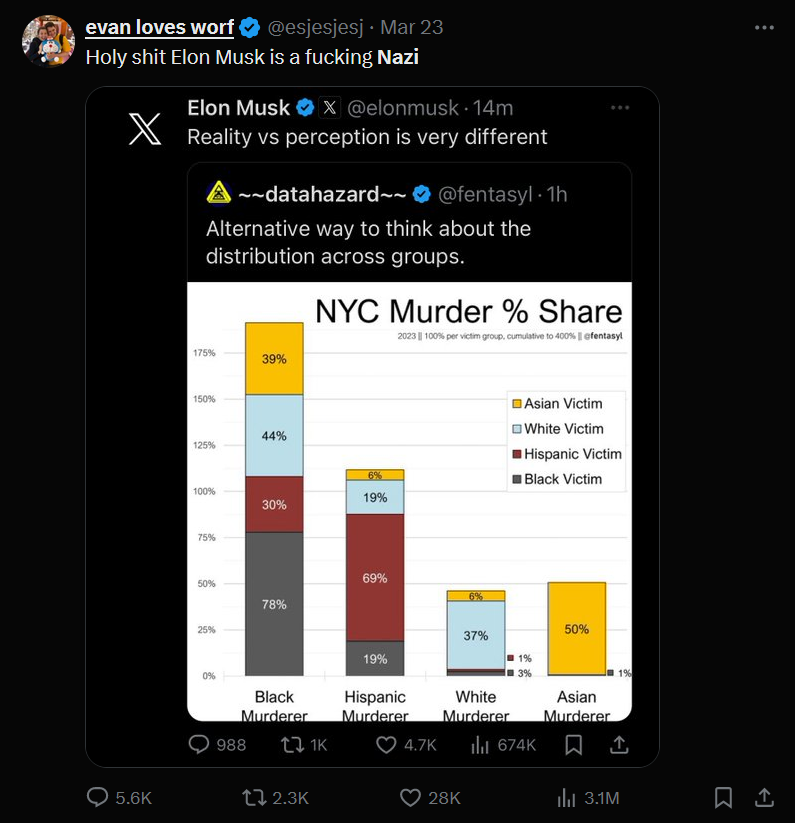 evan loves worf @esjesjesj · Mar 23
Holy shit Elon Musk is a fucking Nazi
Elon Musk X @elonmusk · 14m
Reality vs perception is very different
~~datahazard~~ @fentasyl · 1h
Alternative way to think about the
distribution across groups.
NYC Murder % Share
2023 || 100% per victim group, cumulative to 400% || @fentasyl
175%
150%
125%
100%
75%
50%
25%
0%
39%
44%
30%
78%
6%
19%
69%
19%
6%
37%
1%
3%
50%
1%
Asian Victim
White Victim
Hispanic Victim
Black Victim
Black
Murderer
Hispanic
Murderer
White
Murderer
Asian
Murderer
988 1K 4.7K 674K
5.6K 2.3K 28K 3.1M